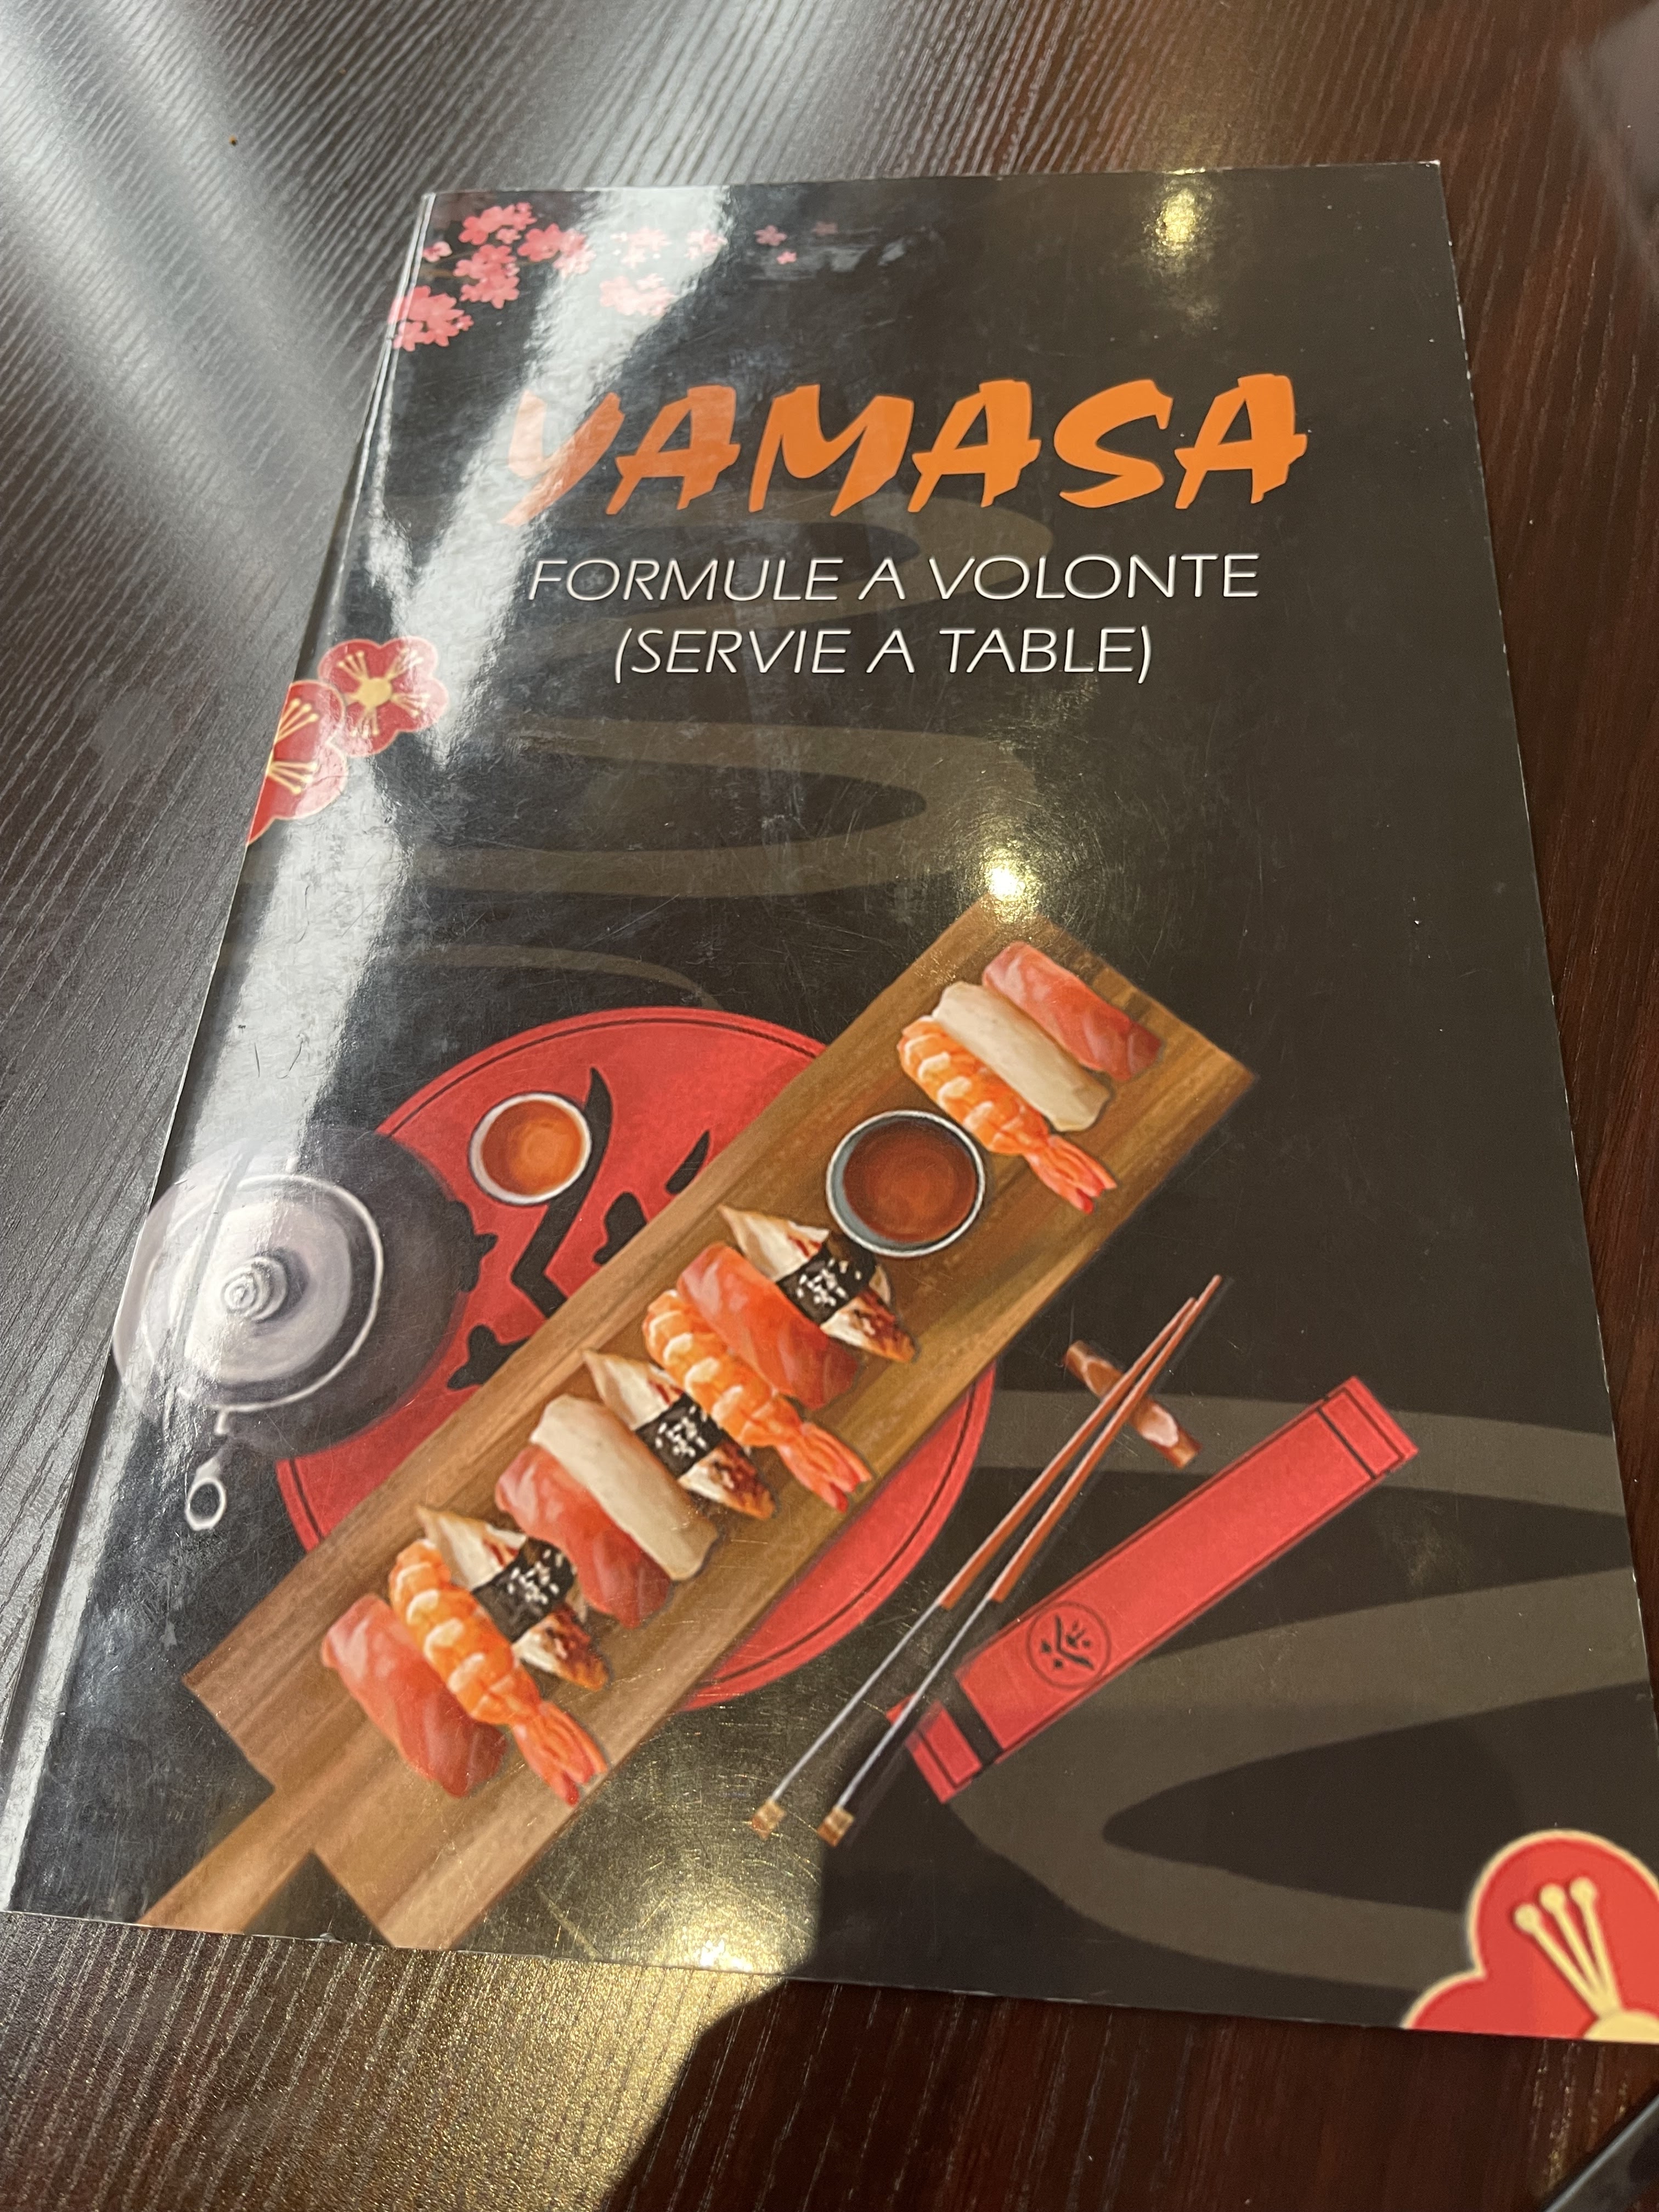 YAMASA
FORMULE A VOLONTE
(SERVIE A TABLE)